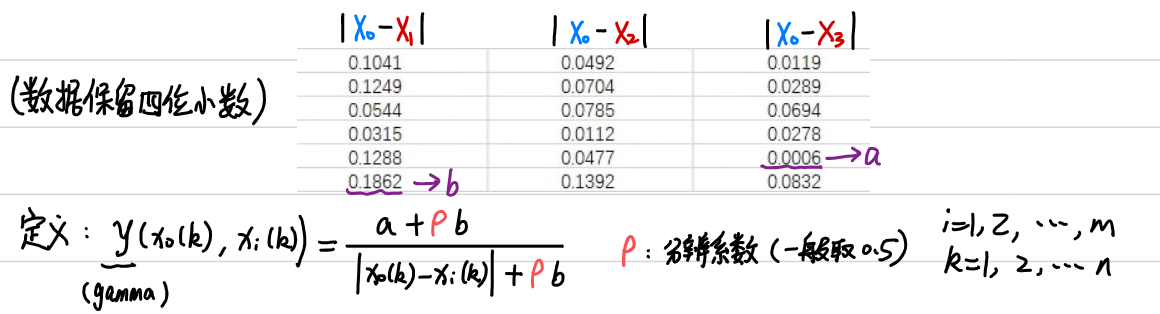 |X₀-X₁| |X₀-X₂| |X₀-X₃|
0.1041 0.0492 0.0119
(数据保留四位小数) 0.1249 0.0704 0.0289
0.0544 0.0785 0.0694
0.0315 0.0112 0.0278
0.1288 0.0477 0.0006 → a
0.1862 → b 0.1392 0.0832
定义: y(x₀(k), xᵢ(k)) = (a+ρb)/(|x₀(k)-xᵢ(k)|+ρb) ρ: 分辨系数 (一般取0.5) i=1, 2, ⋯, m
(gamma) k=1, 2, ⋯ n